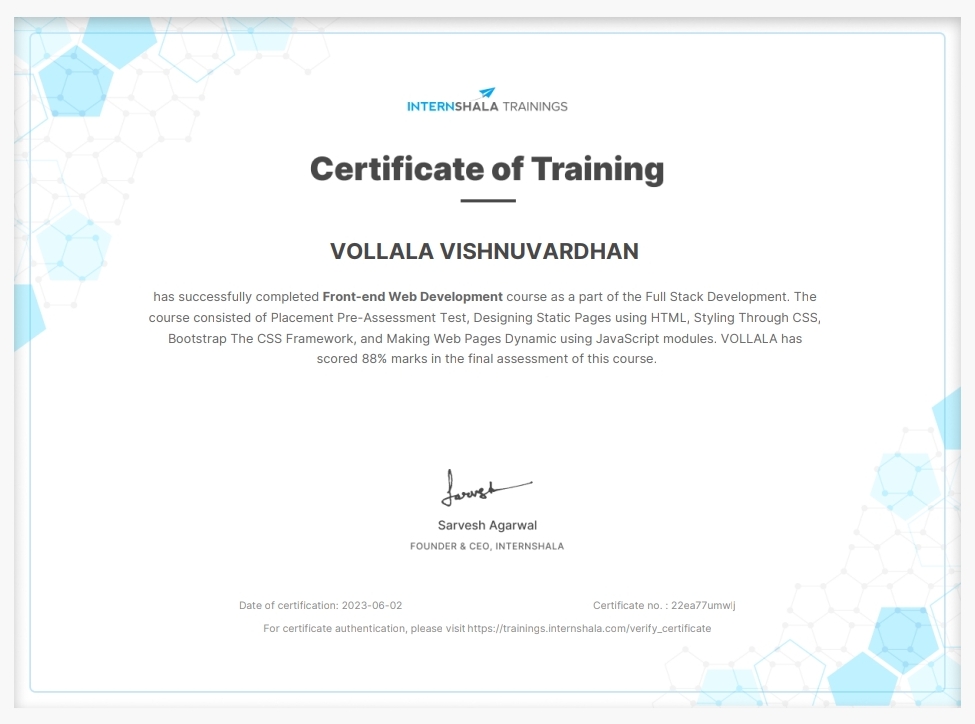 INTERNSHALA TRAININGS
Certificate of Training
VOLLALA VISHNUVARDHAN
has successfully completed Front-end Web Development course as a part of the Full Stack Development. The
course consisted of Placement Pre-Assessment Test, Designing Static Pages using HTML, Styling Through CSS,
Bootstrap The CSS Framework, and Making Web Pages Dynamic using JavaScript modules. VOLLALA has
scored 88% marks in the final assessment of this course.
Sarvesh
Sarvesh Agarwal
FOUNDER & CEO, INTERNSHALA
Date of certification: 2023-06-02
Certificate no. : 22ea77umwlj
For certificate authentication, please visit https://trainings.internshala.com/verify_certificate